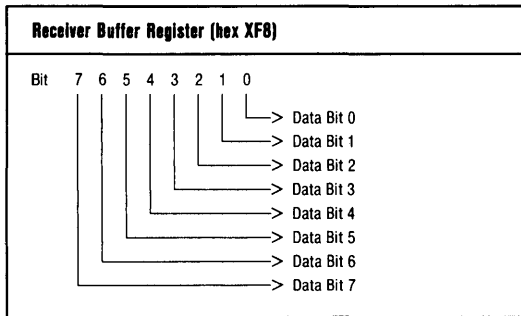 Receiver Buffer Register (hex XF8)
Bit 7 6 5 4 3 2 1 0
Data Bit 0
Data Bit 1
Data Bit 2
Data Bit 3
Data Bit 4
Data Bit 5
Data Bit 6
Data Bit 7